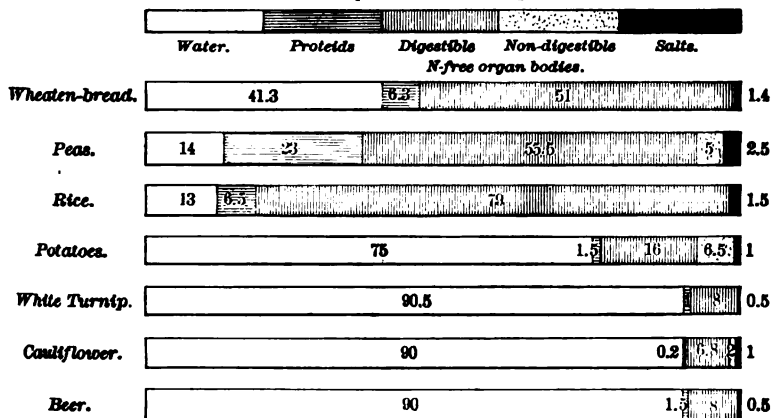 Water. Proteids Digestible Non-digestible Salts.
N-free organ bodies.
Wheaten-bread. 41.3 6.3 51 1.4
Peas. 14 23 55.5 5 2.5
Rice. 13 6.5 79 1.5
Potatoes. 75 1.5 16 6.5 1
White Turnip. 90.5 8 0.5
Cauliflower. 90 0.2 6.8 2 1
Beer. 90 1.5 8 0.5